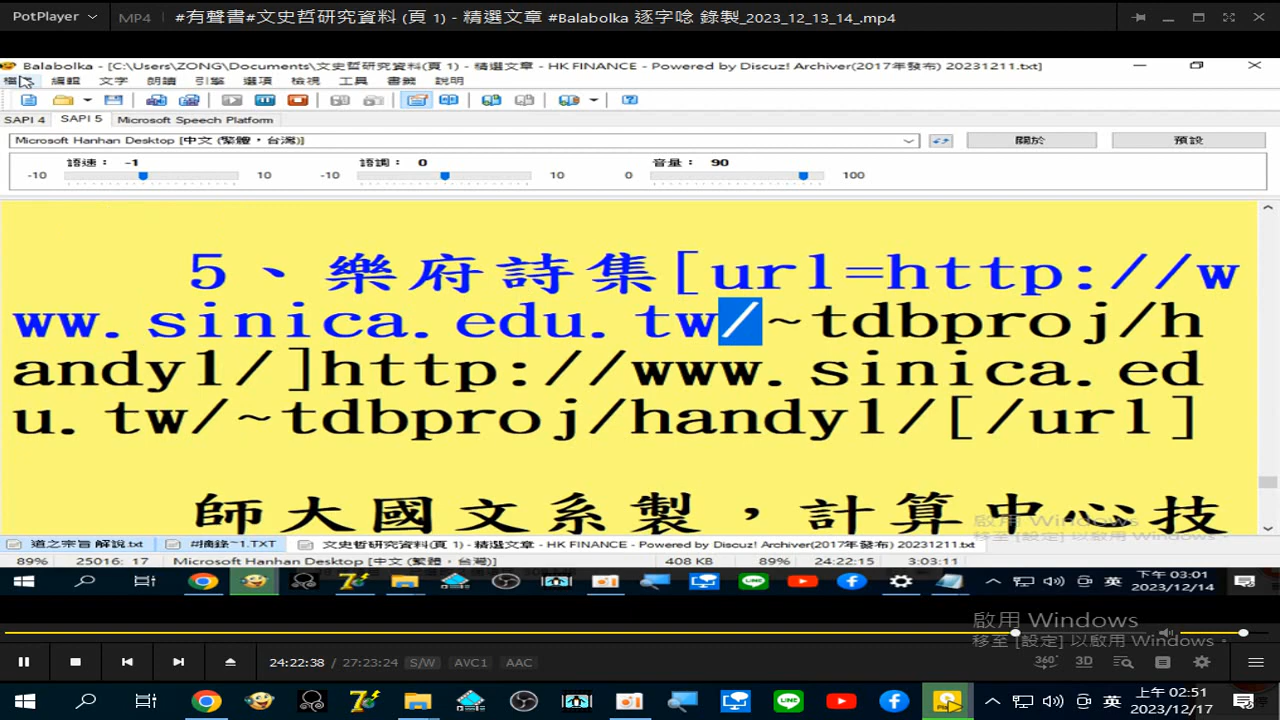 PotPlayer MP4 #有聲書#文史哲研究資料 (頁 1) - 精選文章 #Balabolka 逐字唸 錄製_2023_12_13_14_.mp4
Balabolka - [C:\Users\ZONG\Documents\文史哲研究資料(頁 1) - 精選文章 - HK FINANCE - Powered by Discuz! Archiver(2017年發布) 20231211.txt]
編輯 文字 朗讀 引擎 選項 檢視 工具 書籤 說明
SAPI 4 SAPI 5 Microsoft Speech Platform
Microsoft Hanhan Desktop [中文 (繁體，台灣)] 關於 預設
語速： -1 語調： 0 音量： 90
-10 10 -10 10 0 100
5、樂府詩集[url=http://w
ww.sinica.edu.tw/~tdbproj/h
andy1/]http://www.sinica.ed
u.tw/~tdbproj/handy1/[/url]
師大國文系製，計算中心技
啟用 Windows
移至 [設定] 以啟用 Windows。
道之宗旨 解說.txt #摘錄~1.TXT 文史哲研究資料(頁 1) - 精選文章 - HK FINANCE - Powered by Discuz! Archiver(2017年發布) 20231211.txt
89% 25016: 17 Microsoft Hanhan Desktop [中文 (繁體，台灣)] 408 KB 89% 24:22:15 3:03:11
英 下午 03:01
2023/12/14
啟用 Windows
移至 [設定] 以啟用 Windows。
24:22:38 / 27:23:24 S/W AVC1 AAC 360° 3D
英 上午 02:51
2023/12/17